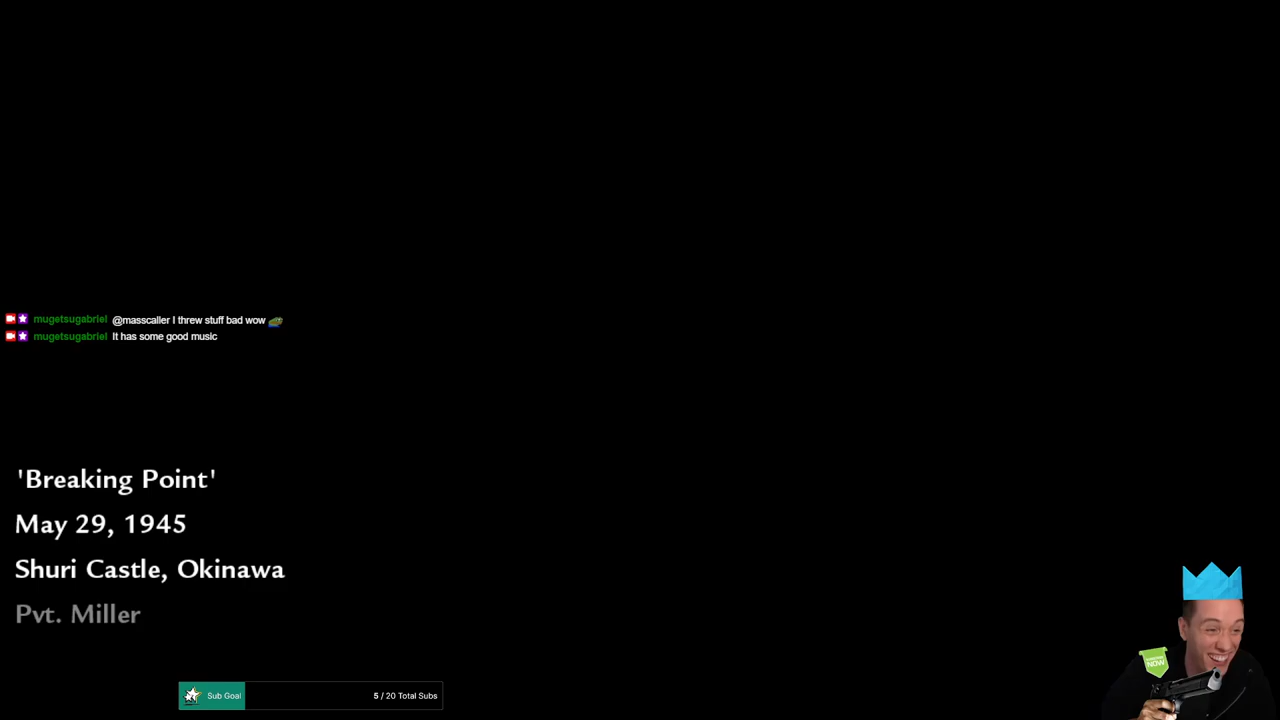 mugetsugabriel @masscaller I threw stuff bad wow
mugetsugabriel It has some good music
'Breaking Point'
May 29, 1945
Shuri Castle, Okinawa
Pvt. Miller
NOW
Sub Goal 5 / 20 Total Subs